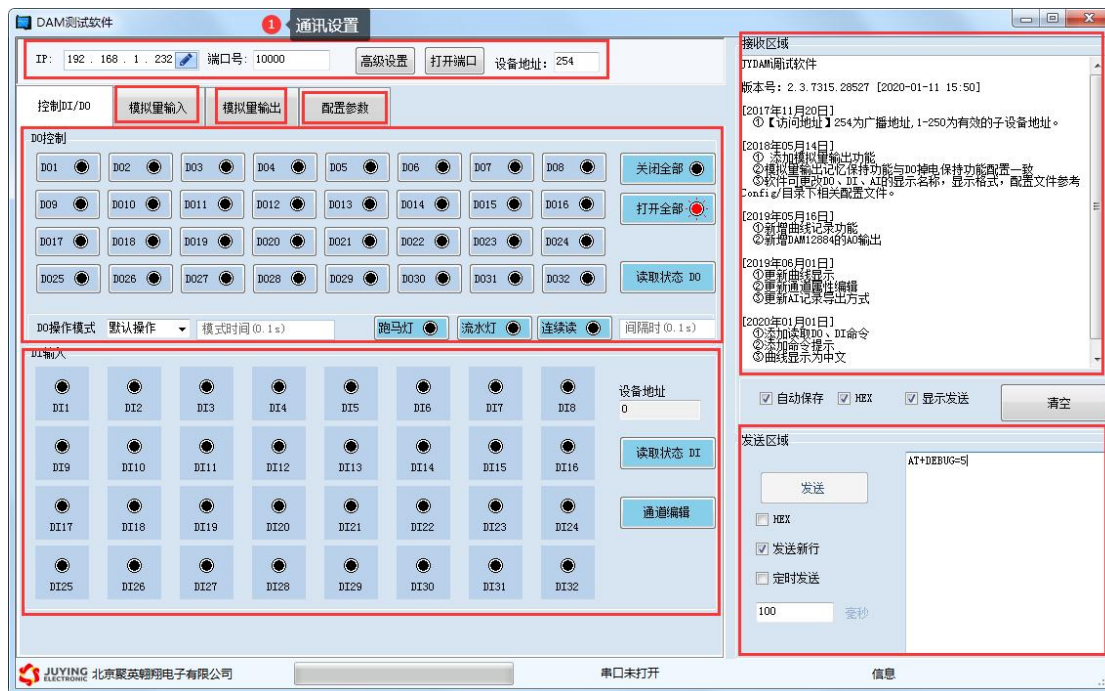 DAM测试软件
1 通讯设置
IP: 192 . 168 . 1 . 232 端口号: 10000 高级设置 打开端口 设备地址: 254
控制DI/DO 模拟量输入 模拟量输出 配置参数
DO控制
DO1 DO2 DO3 DO4 DO5 DO6 DO7 DO8 关闭全部
DO9 DO10 DO11 DO12 DO13 DO14 DO15 DO16 打开全部
DO17 DO18 DO19 DO20 DO21 DO22 DO23 DO24
DO25 DO26 DO27 DO28 DO29 DO30 DO31 DO32 读取状态 DO
DO操作模式 默认操作 模式时间(0.1s) 跑马灯 流水灯 连续读 间隔时(0.1s)
DI输入
DI1 DI2 DI3 DI4 DI5 DI6 DI7 DI8
设备地址
0
DI9 DI10 DI11 DI12 DI13 DI14 DI15 DI16
读取状态 DI
DI17 DI18 DI19 DI20 DI21 DI22 DI23 DI24
通道编辑
DI25 DI26 DI27 DI28 DI29 DI30 DI31 DI32
接收区域
JYDAM调试软件
版本号: 2.3.7315.28527 [2020-01-11 15:50]
[2017年11月20日]
①【访问地址】254为广播地址,1-250为有效的子设备地址。
[2018年05月14日]
① 添加模拟量输出功能
②模拟量输出记忆保持功能与DO掉电保持功能配置一致
③软件可更改DO、DI、AI的显示名称,显示格式,配置文件参考
Config/目录下相关配置文件。
[2019年05月16日]
①新增曲线记录功能
②新增DAM12884的AO输出
[2019年06月01日]
①更新曲线显示
②更新通道属性编辑
③更新AI记录导出方式
[2020年01月01日]
①添加读取DO、DI命令
②添加命令提示
③曲线显示为中文
自动保存 HEX 显示发送 清空
发送区域
AT+DEBUG=5
发送
HEX
发送新行
定时发送
100 毫秒
JUYING ELECTRONIC 北京聚英翱翔电子有限公司 串口未打开 信息